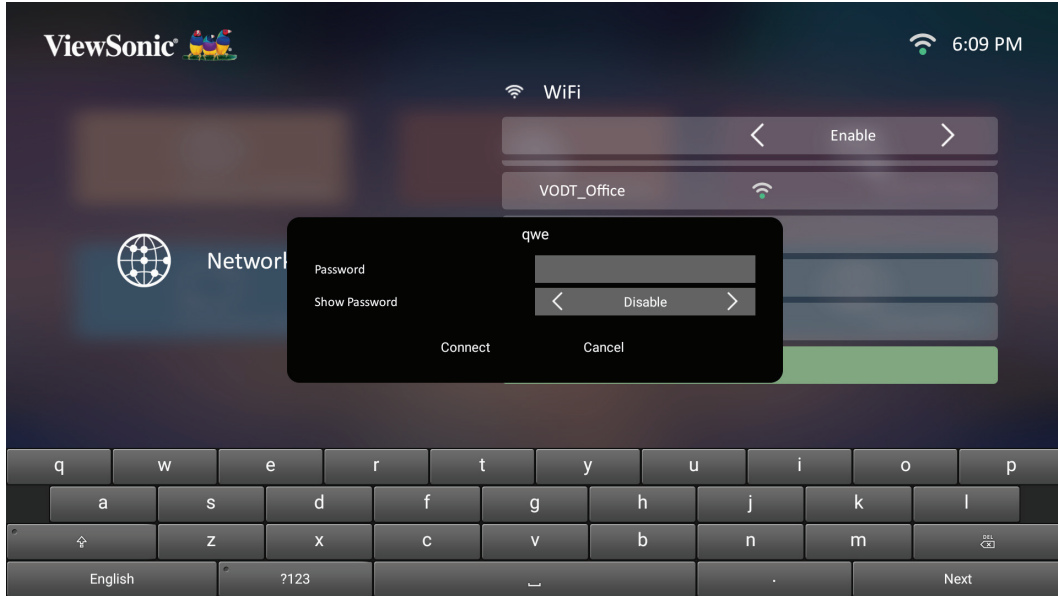 ViewSonic®
6:09 PM
WiFi
Enable
VODT_Office
Network
qwe
Password
Show Password
Disable
Connect Cancel
q w e r t y u i o p
a s d f g h j k l
z x c v b n m DEL
English ?123 . Next